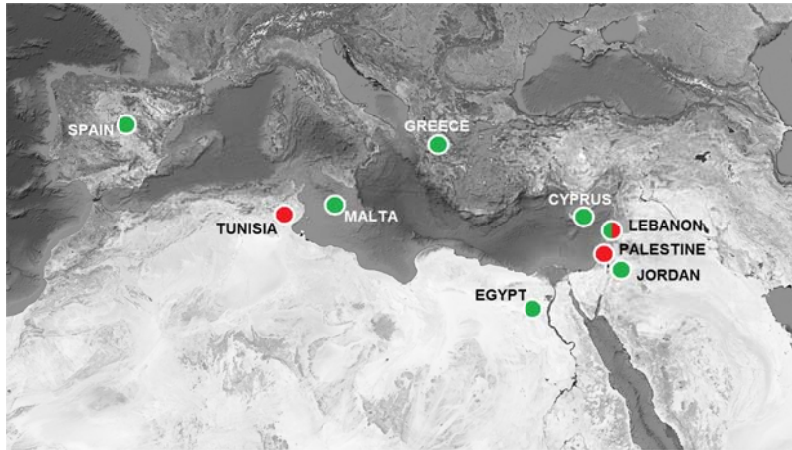 SPAIN
GREECE
TUNISIA
MALTA
CYPRUS
LEBANON
PALESTINE
JORDAN
EGYPT